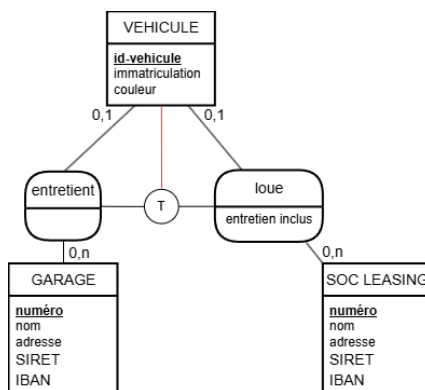 VEHICULE
id-vehicule
immatriculation
couleur
0,1
0,1
entretient
T
loue
entretien inclus
0,n
0,n
GARAGE
numéro
nom
adresse
SIRET
IBAN
SOC LEASING
numéro
nom
adresse
SIRET
IBAN